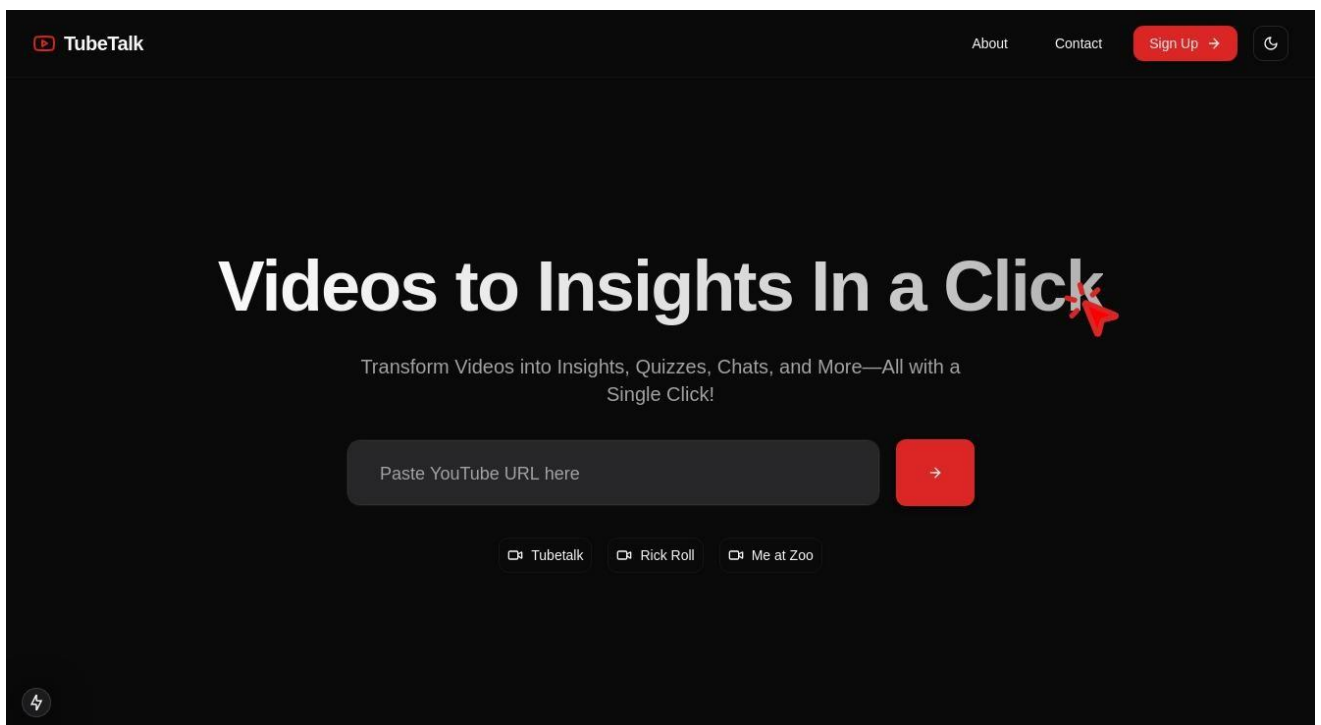 TubeTalk
About
Contact
Sign Up
Videos to Insights In a Click
Transform Videos into Insights, Quizzes, Chats, and More—All with a
Single Click!
Paste YouTube URL here
Tubetalk
Rick Roll
Me at Zoo